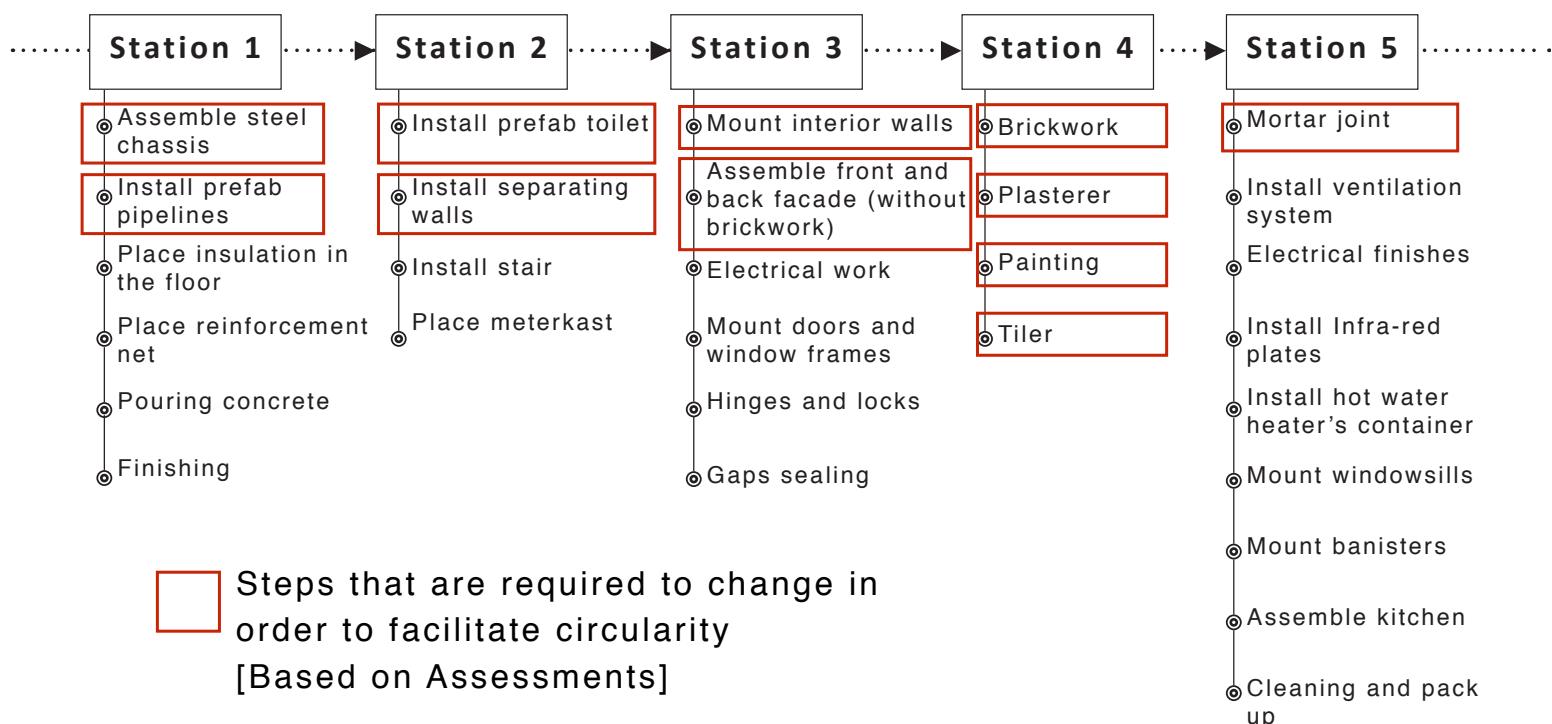 Station 1
Station 2
Station 3
Station 4
Station 5
Assemble steel
chassis
Install prefab
pipelines
Place insulation in
the floor
Place reinforcement
net
Pouring concrete
Finishing
Install prefab toilet
Install separating
walls
Install stair
Place meterkast
Mount interior walls
Assemble front and
back facade (without
brickwork)
Electrical work
Mount doors and
window frames
Hinges and locks
Gaps sealing
Brickwork
Plasterer
Painting
Tiler
Mortar joint
Install ventilation
system
Electrical finishes
Install Infra-red
plates
Install hot water
heater’s container
Mount windowsills
Mount banisters
Assemble kitchen
Cleaning and pack
up
Steps that are required to change in
order to facilitate circularity
[Based on Assessments]